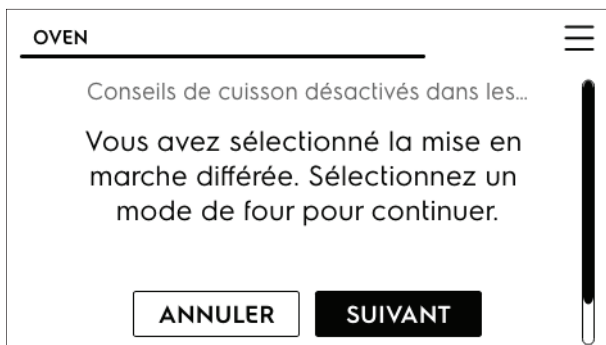 OVEN
Conseils de cuisson désactivés dans les...
Vous avez sélectionné la mise en
marche différée. Sélectionnez un
mode de four pour continuer.
ANNULER SUIVANT